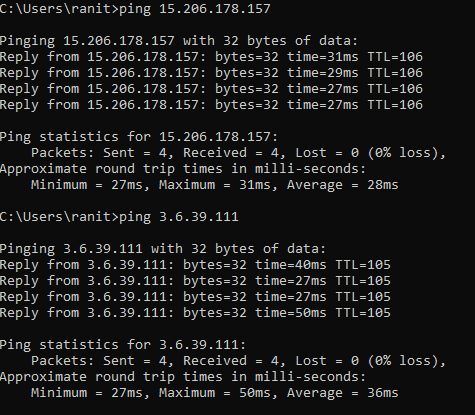 C:\Users\ranit>ping 15.206.178.157
Pinging 15.206.178.157 with 32 bytes of data:
Reply from 15.206.178.157: bytes=32 time=31ms TTL=106
Reply from 15.206.178.157: bytes=32 time=29ms TTL=106
Reply from 15.206.178.157: bytes=32 time=27ms TTL=106
Reply from 15.206.178.157: bytes=32 time=27ms TTL=106
Ping statistics for 15.206.178.157:
    Packets: Sent = 4, Received = 4, Lost = 0 (0% loss),
Approximate round trip times in milli-seconds:
    Minimum = 27ms, Maximum = 31ms, Average = 28ms
C:\Users\ranit>ping 3.6.39.111
Pinging 3.6.39.111 with 32 bytes of data:
Reply from 3.6.39.111: bytes=32 time=40ms TTL=105
Reply from 3.6.39.111: bytes=32 time=27ms TTL=105
Reply from 3.6.39.111: bytes=32 time=27ms TTL=105
Reply from 3.6.39.111: bytes=32 time=50ms TTL=105
Ping statistics for 3.6.39.111:
    Packets: Sent = 4, Received = 4, Lost = 0 (0% loss),
Approximate round trip times in milli-seconds:
    Minimum = 27ms, Maximum = 50ms, Average = 36ms